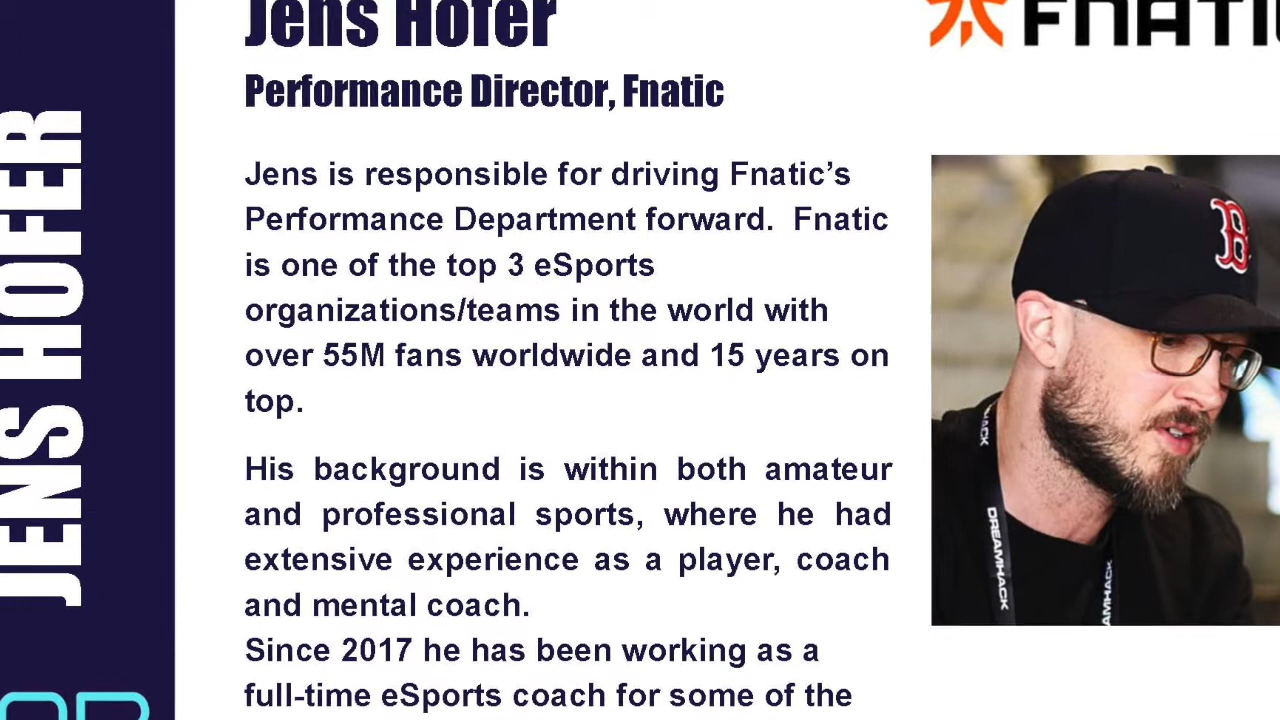 JENS HOFER
Jens Hofer
FNATIC
Performance Director, Fnatic
Jens is responsible for driving Fnatic’s
Performance Department forward.  Fnatic
is one of the top 3 eSports
organizations/teams in the world with
over 55M fans worldwide and 15 years on
top.
His background is within both amateur
and professional sports, where he had
extensive experience as a player, coach
and mental coach.
Since 2017 he has been working as a
full-time eSports coach for some of the
B
DREAMHACK
DREAMHACK